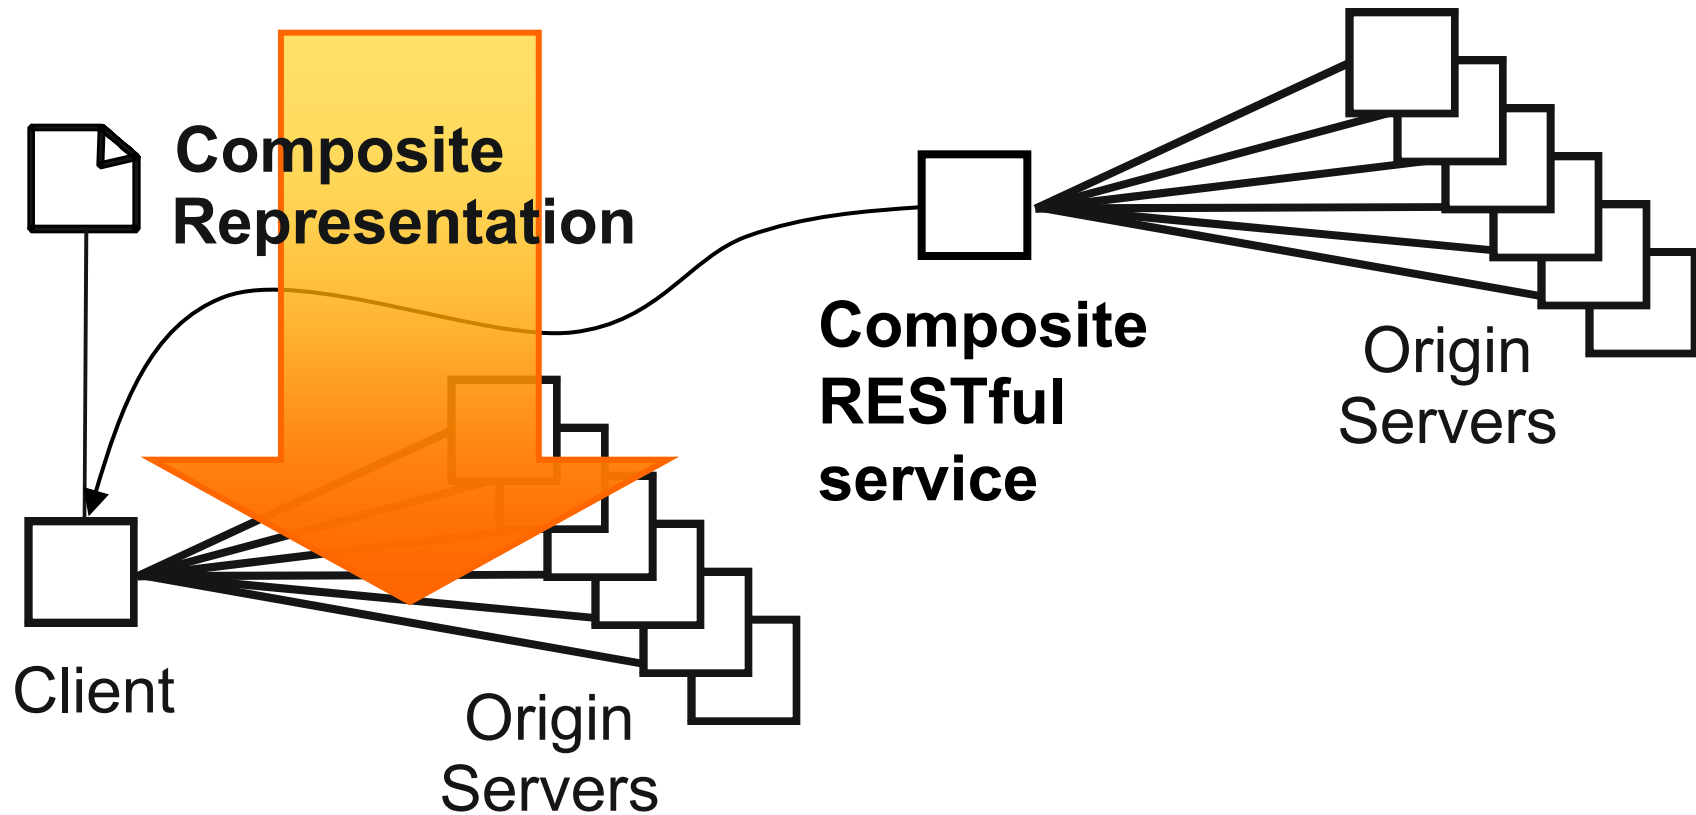 Composite
Representation
Composite
RESTful
service
Origin
Servers
Client
Origin
Servers